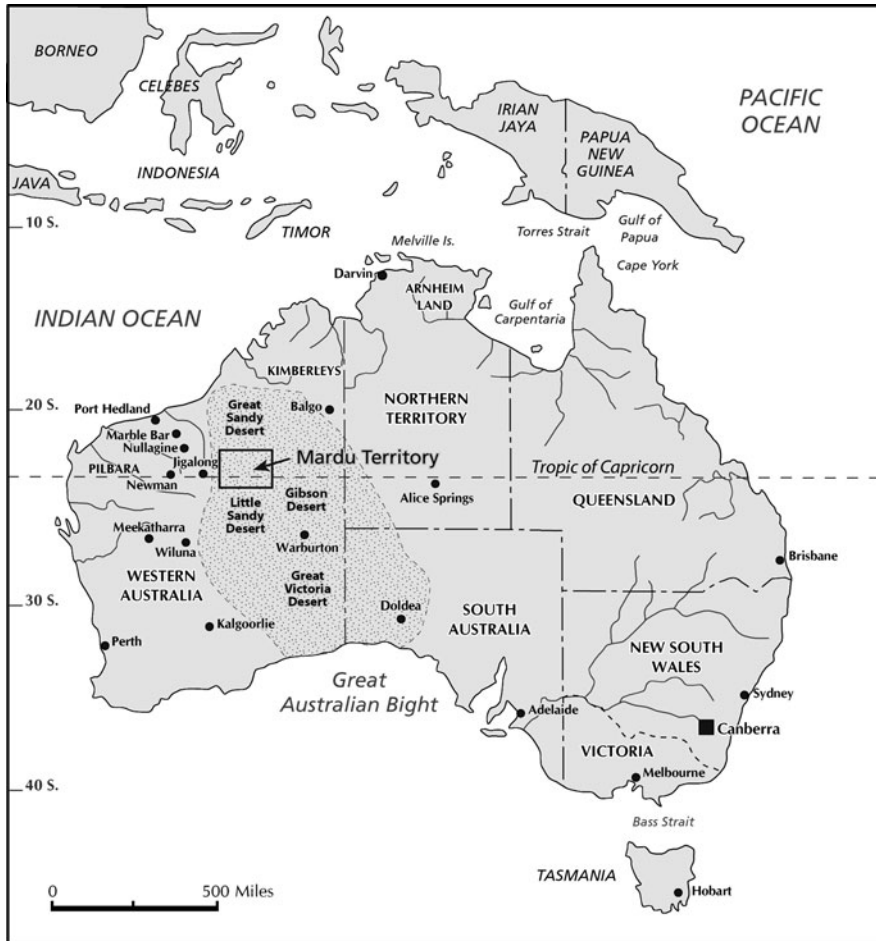 BORNEO
CELEBES
IRIAN
JAYA
PAPUA
NEW
GUINEA
PACIFIC
OCEAN
INDONESIA
JAVA
TIMOR
10 S.
Melville Is.
Torres Strait
Gulf of
Papua
Cape York
Darvin
ARNHEIM
LAND
Gulf of
Carpentaria
INDIAN OCEAN
KIMBERLEYS
NORTHERN
TERRITORY
20 S.
Port Hedland
Marble Bar
Nullagine
Great
Sandy
Desert
Balgo
PILBARA
Jigalong
Newman
Mardu Territory
Tropic of Capricorn
QUEENSLAND
Alice Springs
Little
Sandy
Desert
Gibson
Desert
Meekatharra
Wiluna
Warburton
Brisbane
WESTERN
AUSTRALIA
Great
Victoria
Desert
30 S.
Doldea
SOUTH
AUSTRALIA
Kalgoorlie
Perth
NEW SOUTH
WALES
Great
Australian Bight
Sydney
Adelaide
Canberra
VICTORIA
Melbourne
40 S.
Bass Strait
TASMANIA
Hobart
0
500 Miles